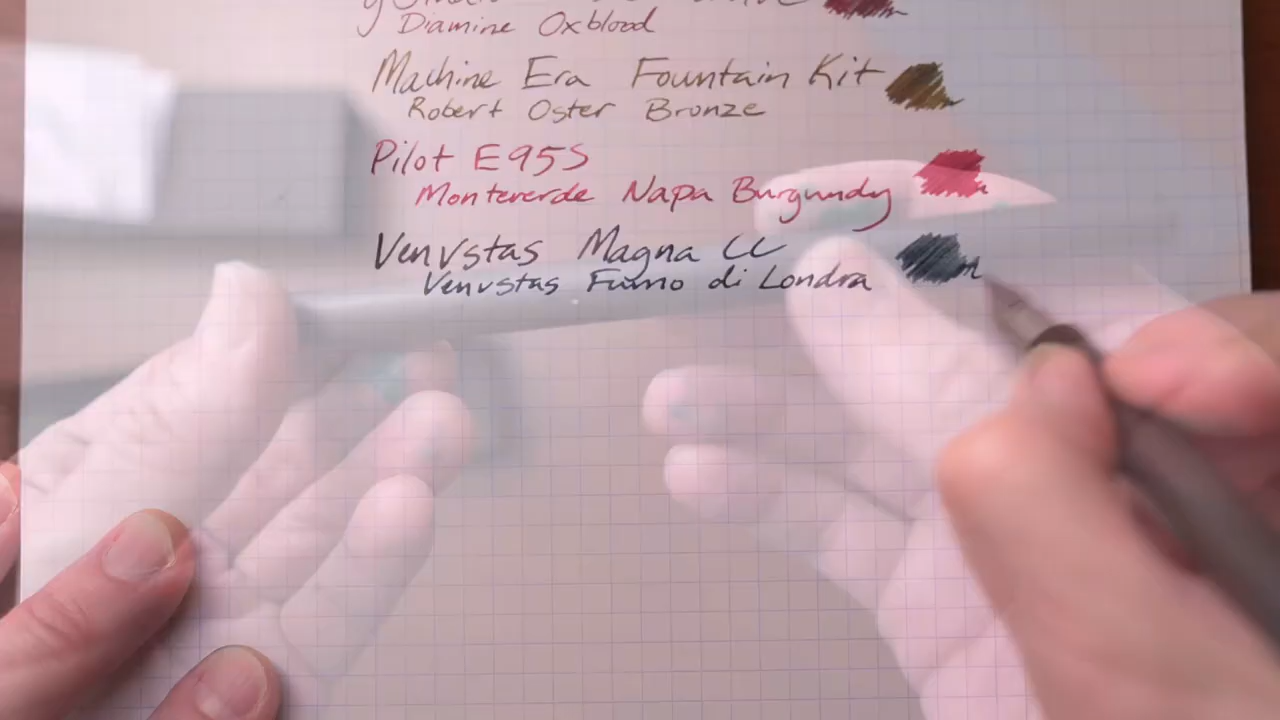 Diamine Oxblood
Machine Era Fountain Kit
Robert Oster Bronze
Pilot E95S
Monteverde Napa Burgundy
Venvstas Magna CC
Venvstas Fumo di Londra